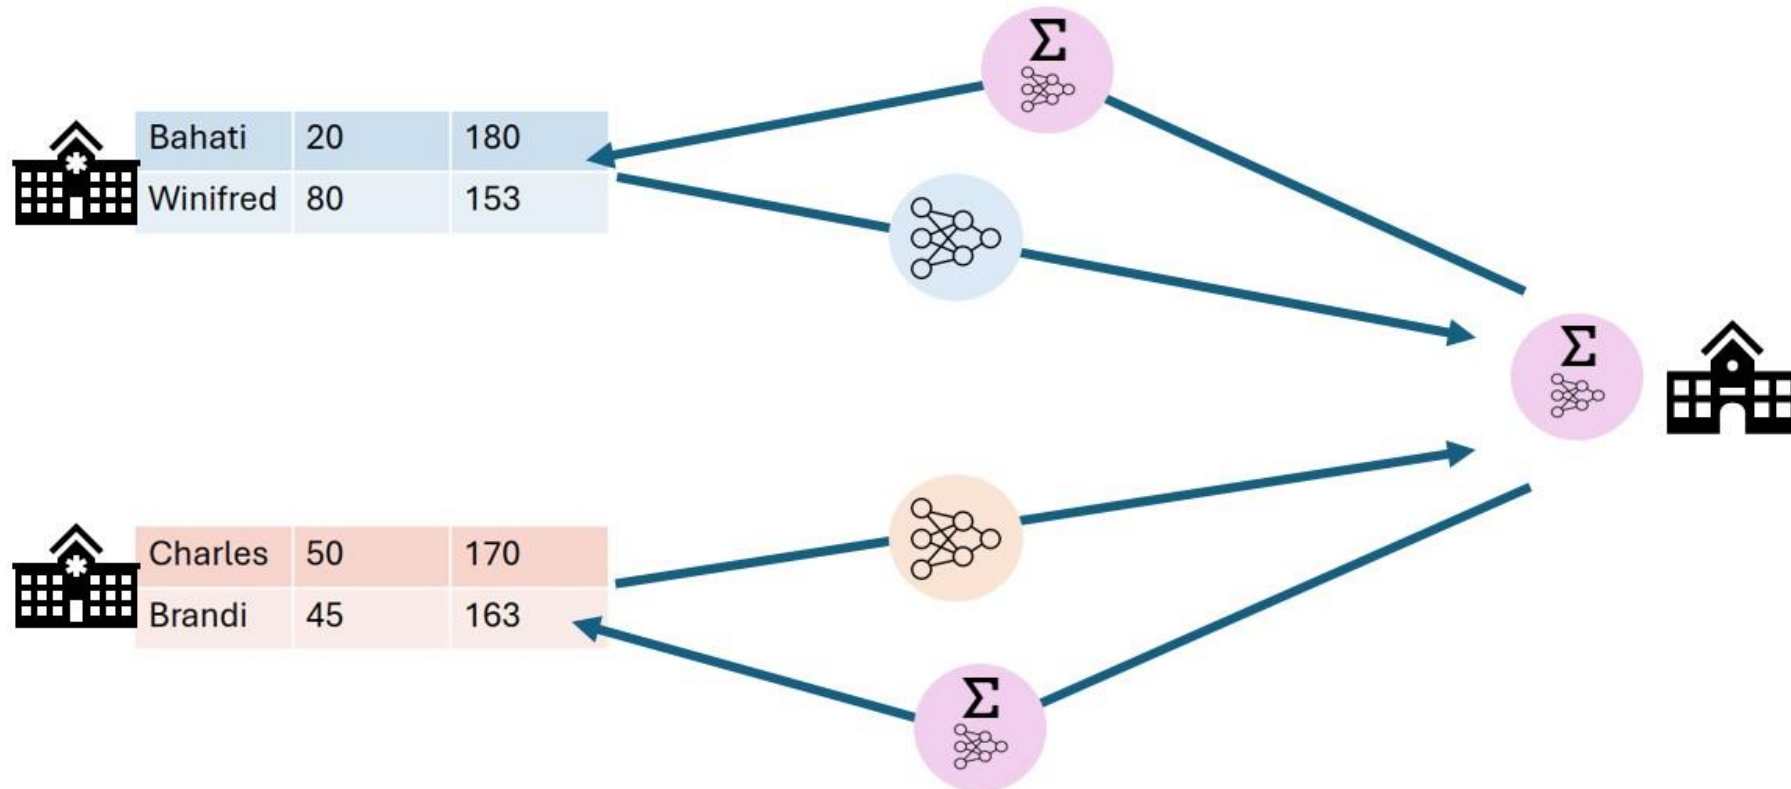 Σ
Bahati 20 180
Winifred 80 153
Σ
Charles 50 170
Brandi 45 163
Σ